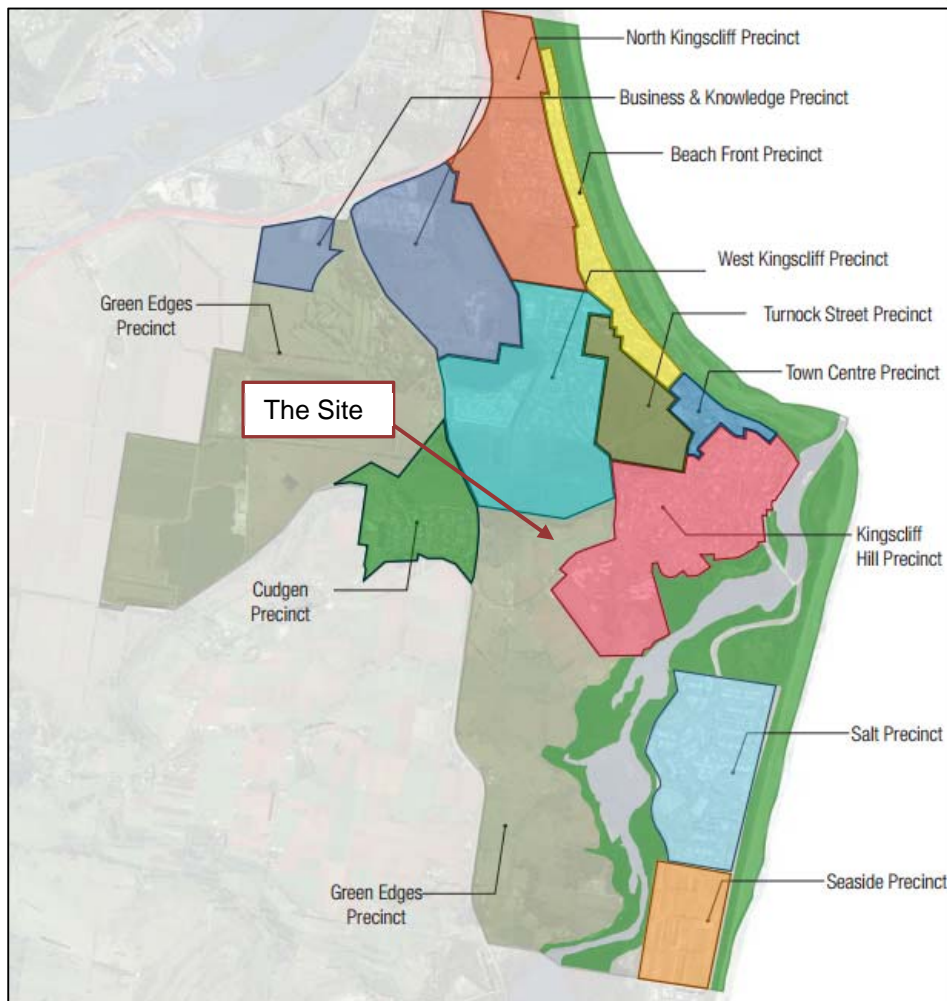 North Kingscliff Precinct
Business & Knowledge Precinct
Beach Front Precinct
West Kingscliff Precinct
Green Edges
Precinct
Turnock Street Precinct
Town Centre Precinct
The Site
Kingscliff
Hill Precinct
Cudgen
Precinct
Salt Precinct
Green Edges
Precinct
Seaside Precinct